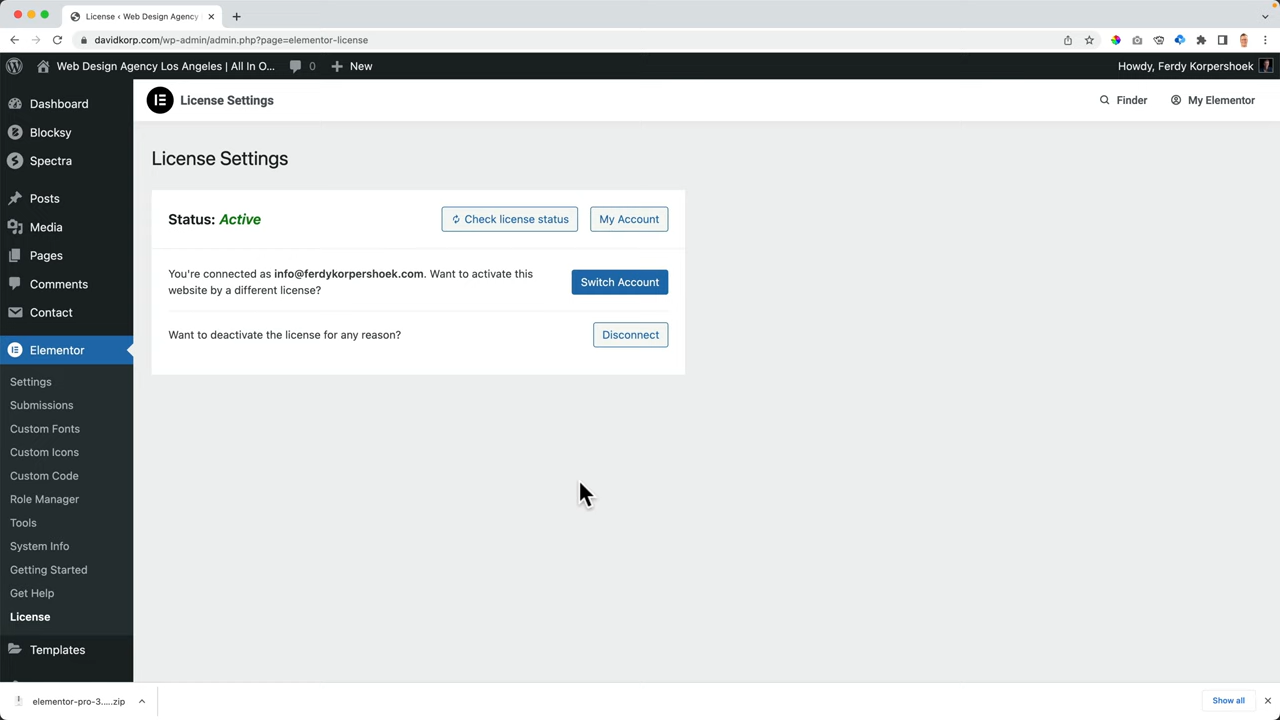 License ‹ Web Design Agency
davidkorp.com/wp-admin/admin.php?page=elementor-license
Web Design Agency Los Angeles | All In O...
0
New
Howdy, Ferdy Korpershoek
Dashboard
Blocksy
Spectra
Posts
Media
Pages
Comments
Contact
Elementor
Settings
Submissions
Custom Fonts
Custom Icons
Custom Code
Role Manager
Tools
System Info
Getting Started
Get Help
License
Templates
License Settings
Finder
My Elementor
License Settings
Status: Active
Check license status
My Account
You're connected as info@ferdykorpershoek.com. Want to activate this
website by a different license?
Switch Account
Want to deactivate the license for any reason?
Disconnect
elementor-pro-3.....zip
Show all